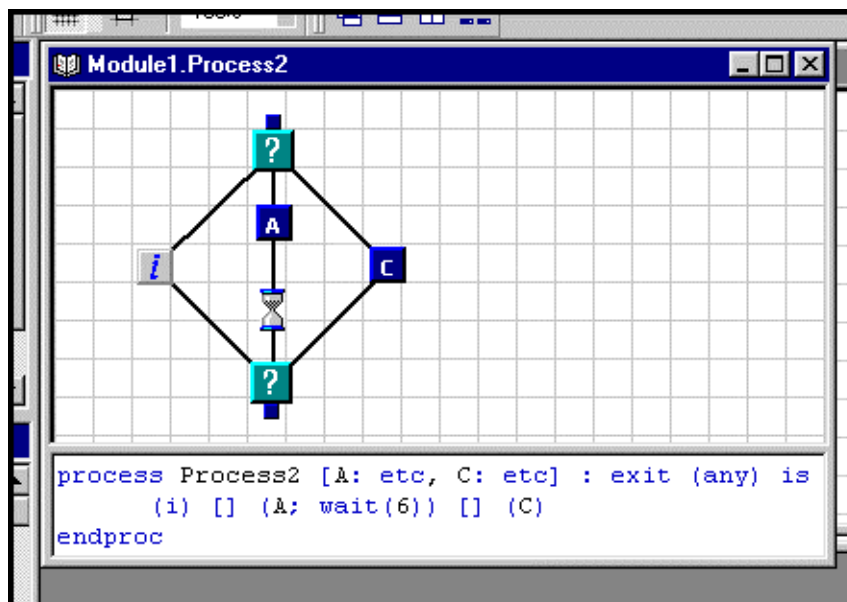 Module1.Process2
?
A
i
C
?
process Process2 [A: etc, C: etc] : exit (any) is
(i) [] (A; wait(6)) [] (C)
endproc